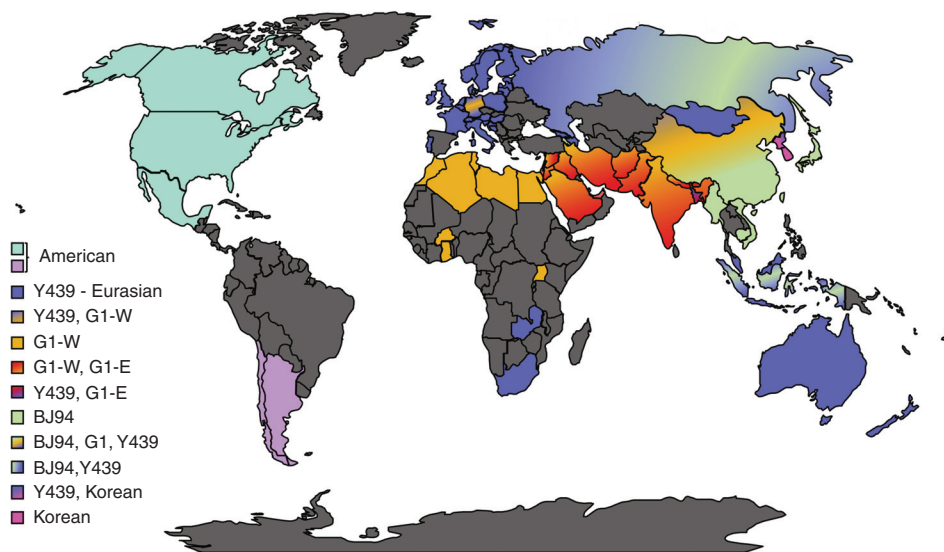 American
Y439 - Eurasian
Y439, G1-W
G1-W
G1-W, G1-E
Y439, G1-E
BJ94
BJ94, G1, Y439
BJ94,Y439
Y439, Korean
Korean